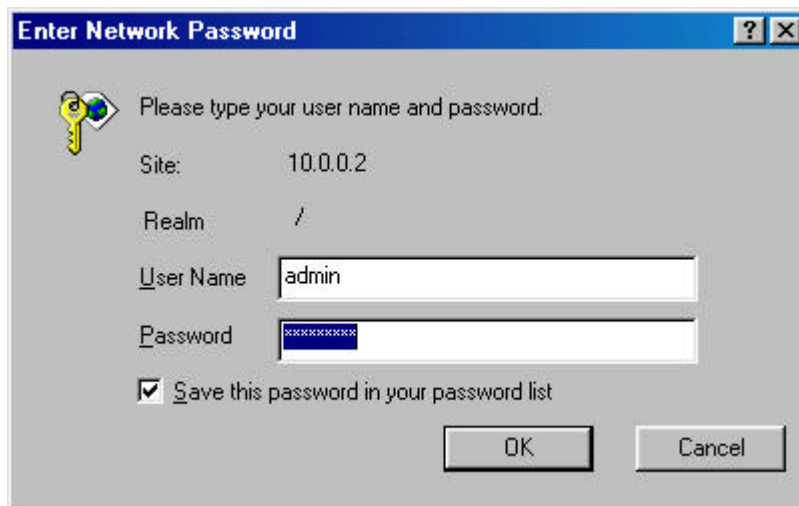 Enter Network Password
Please type your user name and password.
Site: 10.0.0.2
Realm /
User Name admin
Password *********
Save this password in your password list
OK Cancel